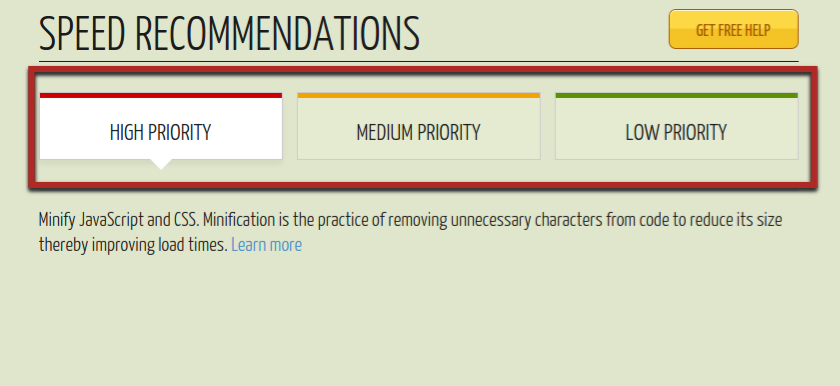 SPEED RECOMMENDATIONS
GET FREE HELP
HIGH PRIORITY
MEDIUM PRIORITY
LOW PRIORITY
Minify JavaScript and CSS. Minification is the practice of removing unnecessary characters from code to reduce its size
thereby improving load times. Learn more